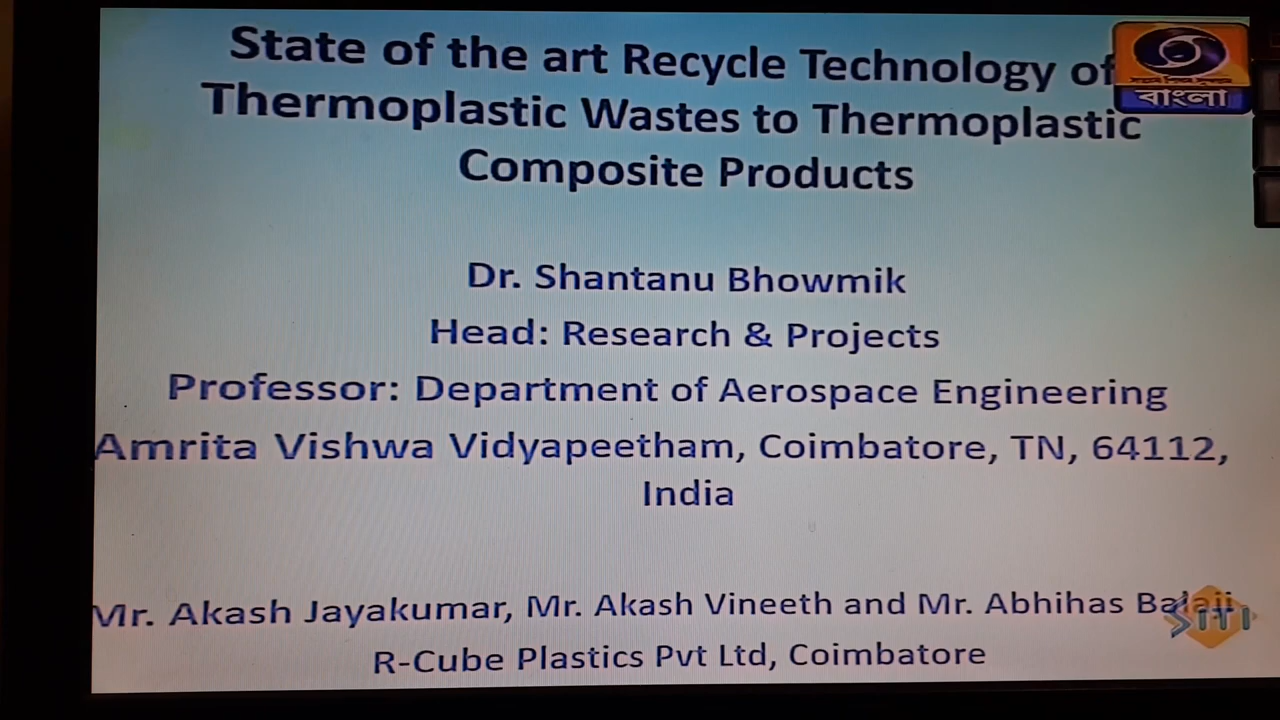 State of the art Recycle Technology of
Thermoplastic Wastes to Thermoplastic
Composite Products
Dr. Shantanu Bhowmik
Head: Research & Projects
Professor: Department of Aerospace Engineering
Amrita Vishwa Vidyapeetham, Coimbatore, TN, 64112,
India
Mr. Akash Jayakumar, Mr. Akash Vineeth and Mr. Abhihas Balaji
R-Cube Plastics Pvt Ltd, Coimbatore
বাংলা
SITI